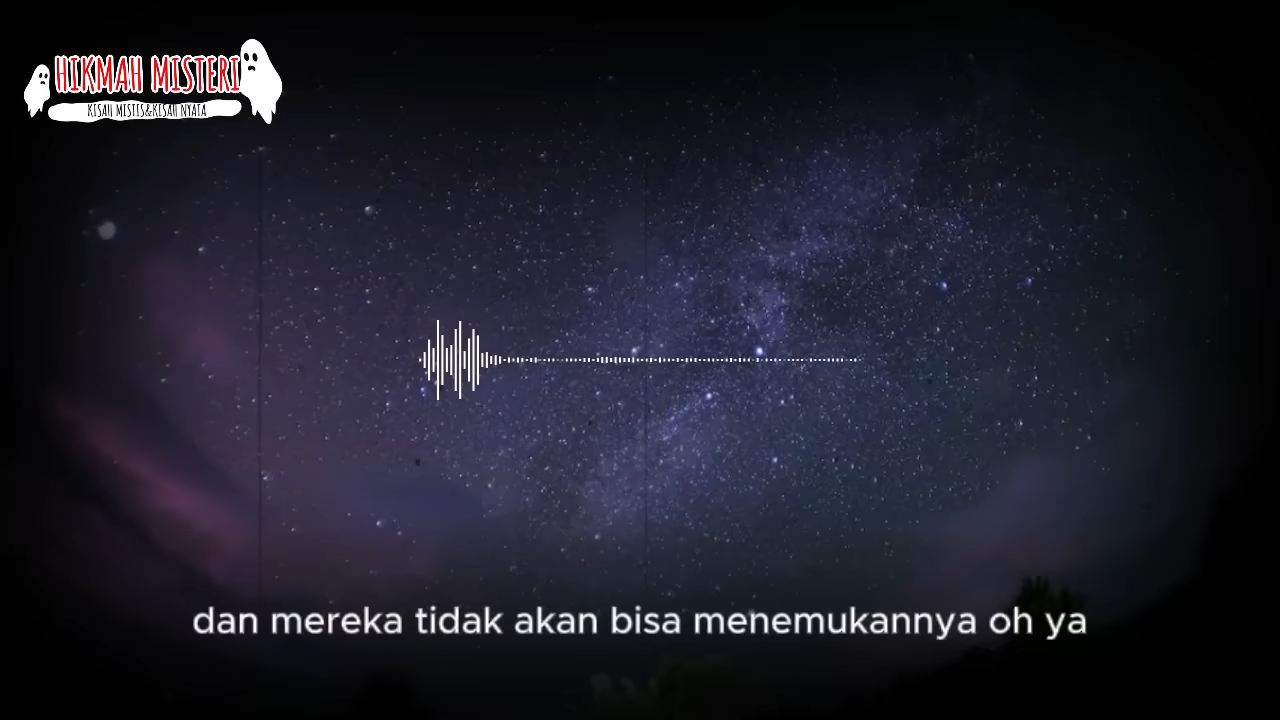 HIKMAH MISTERI
KISAH MISTIS&KISAH NYATA
dan mereka tidak akan bisa menemukannya oh ya